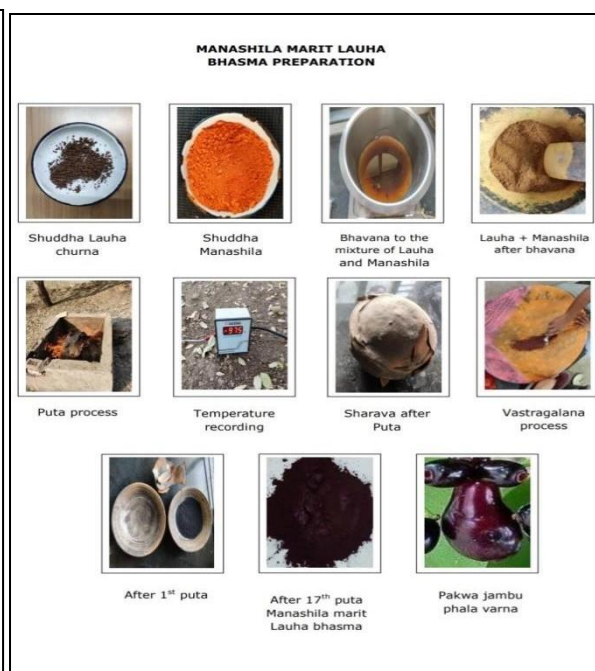 MANASHILA MARIT LAUHA
BHASMA PREPARATION
Shuddha Lauha
churna
Shuddha
Manashila
Bhavana to the
mixture of Lauha
and Manashila
Lauha + Manashila
after bhavana
Puta process
Temperature
recording
Sharava after
Puta
Vastragalana
process
After 1st puta
After 17th puta
Manashila marit
Lauha bhasma
Pakwa jambu
phala varna